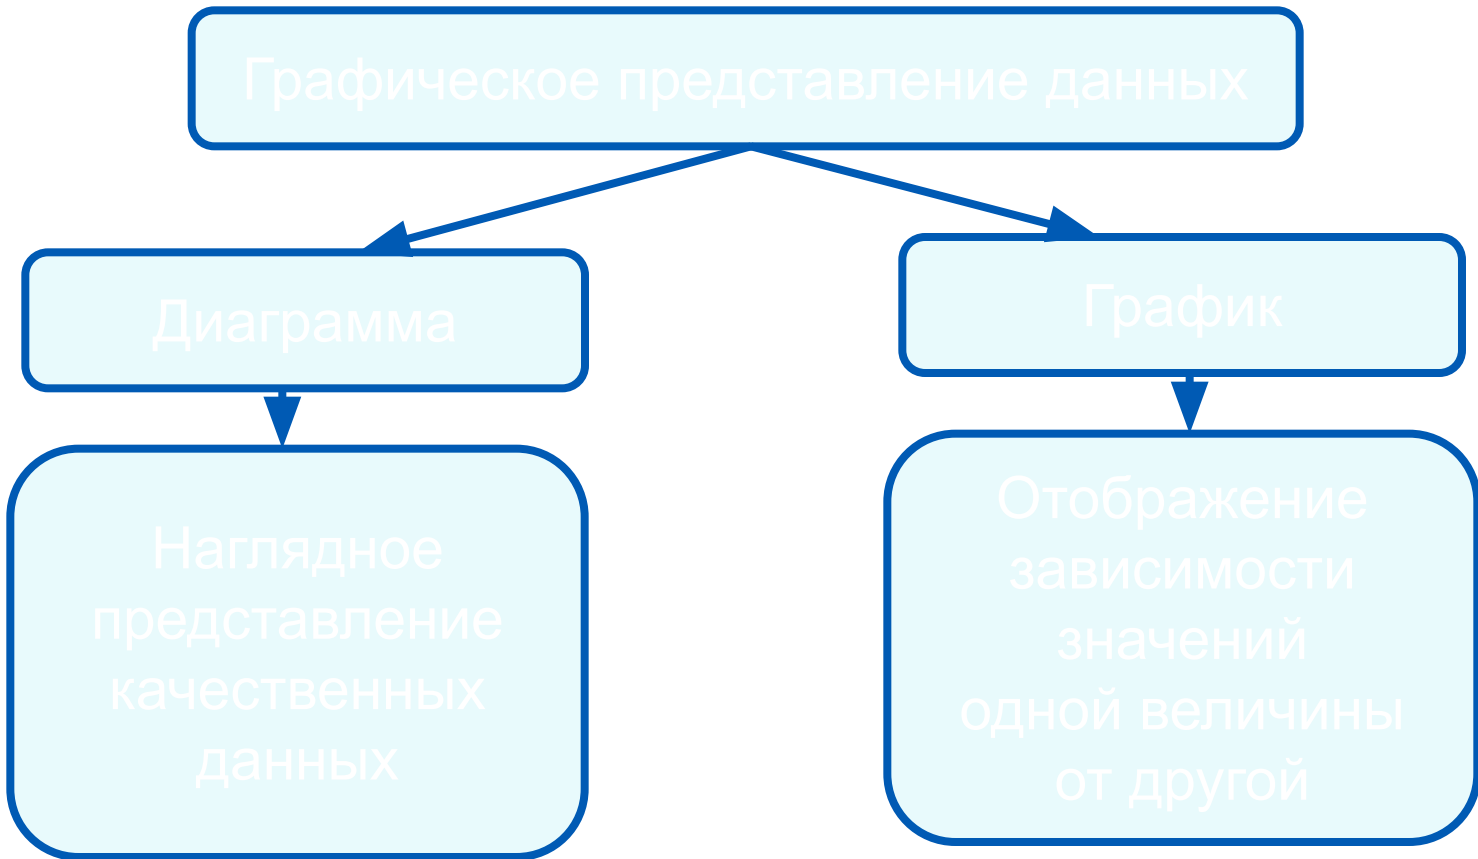 Графическое представление данных
Диаграмма
График
Наглядное
представление
качественных
данных
Отображение
зависимости
значений
одной величины
от другой